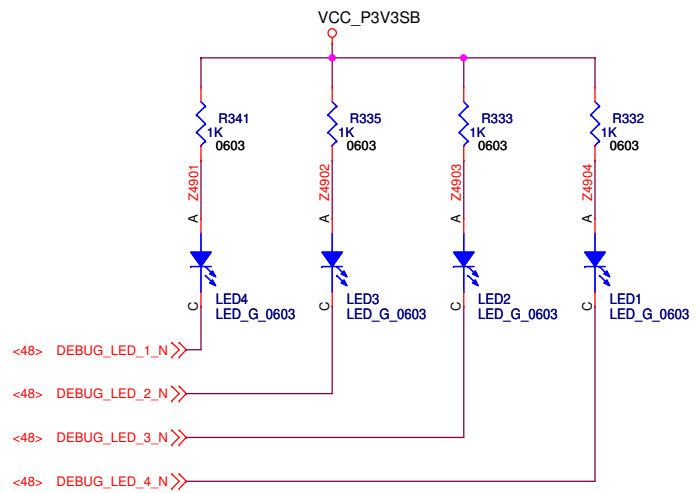 VCC_P3V3SB
R341
1K
0603
R335
1K
0603
R333
1K
0603
R332
1K
0603
Z4901
Z4902
Z4903
Z4904
A
A
A
A
C
LED4
LED_G_0603
C
LED3
LED_G_0603
C
LED2
LED_G_0603
C
LED1
LED_G_0603
<48> DEBUG_LED_1_N
<48> DEBUG_LED_2_N
<48> DEBUG_LED_3_N
<48> DEBUG_LED_4_N